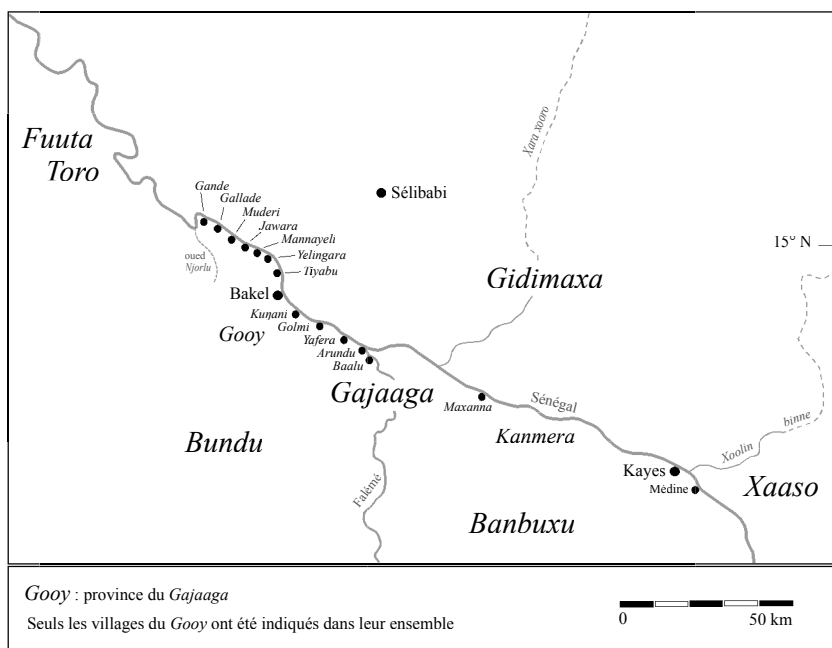 Fuuta
Toro
Gande
Gallade
Muderi
Jawara
Mannayeli
Yelingara
Tiyabu
oued
Njorlu
Sélibabi
Xara xooro
15° N
Gidimaxa
Bakel
Kuŋani
Golmi
Gooy
Yafera
Arundu
Baalu
Gajaaga
Maxanna
Sénégal
Kanmera
Xoolin
binne
Bundu
Falémé
Kayes
Médine
Xaaso
Banbuxu
Gooy : province du Gajaaga
Seuls les villages du Gooy ont été indiqués dans leur ensemble
0 50 km